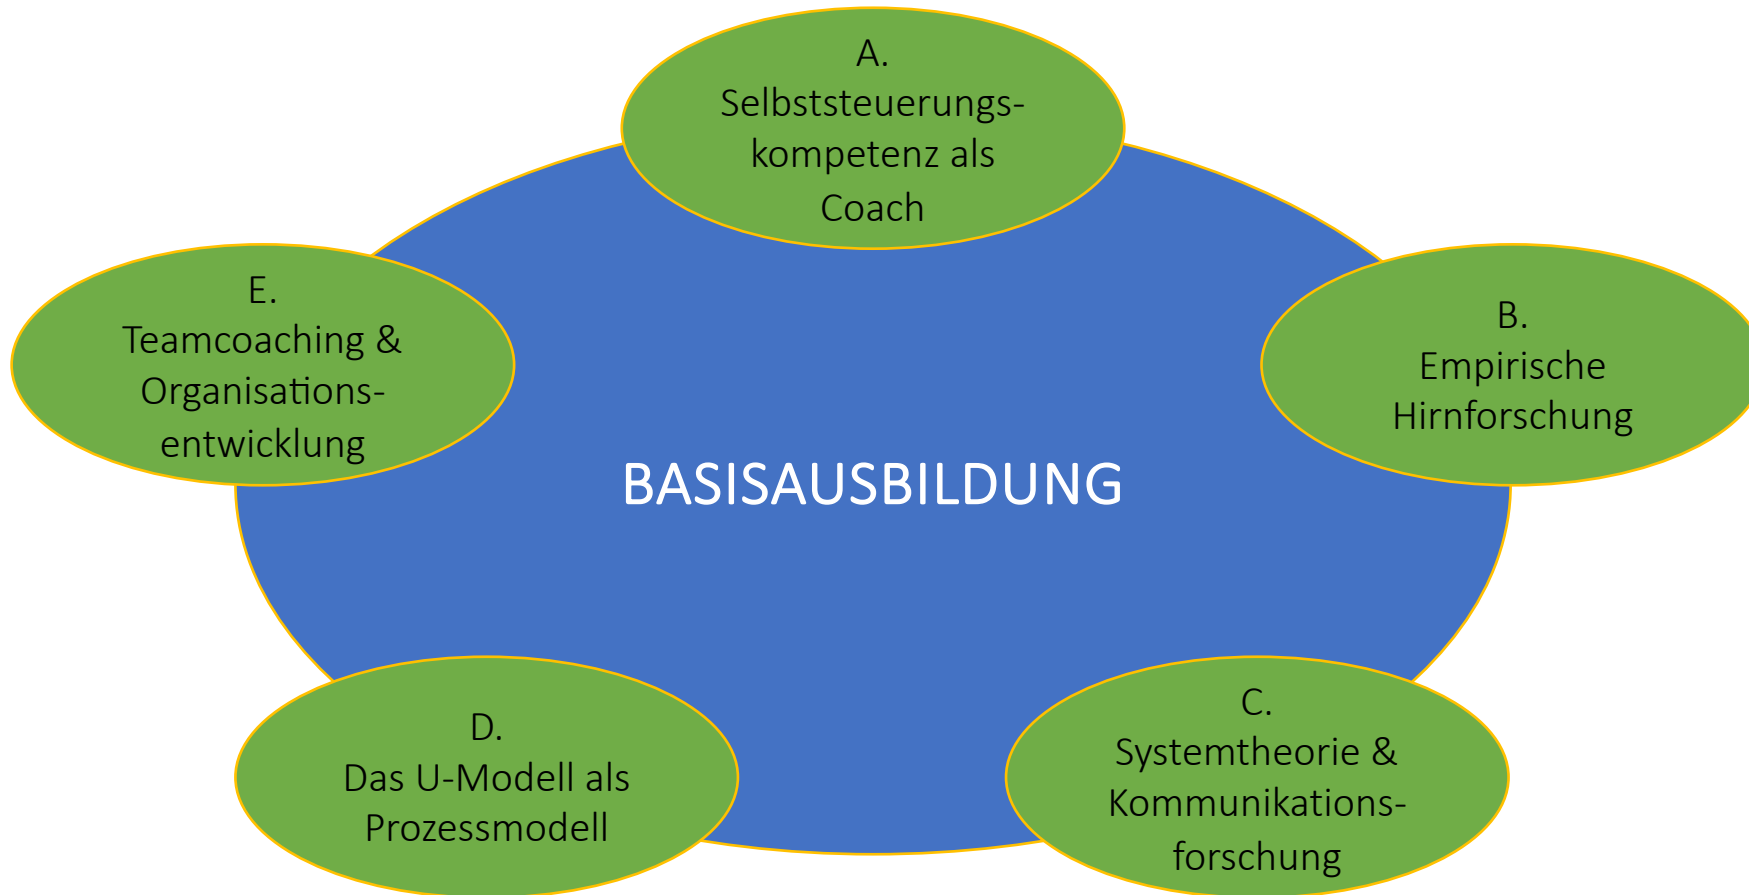 A.
Selbststeuerungs-
kompetenz als
Coach
B.
Empirische
Hirnforschung
C.
Systemtheorie &
Kommunikations-
forschung
D.
Das U-Modell als
Prozessmodell
E.
Teamcoaching &
Organisations-
entwicklung
BASISAUSBILDUNG